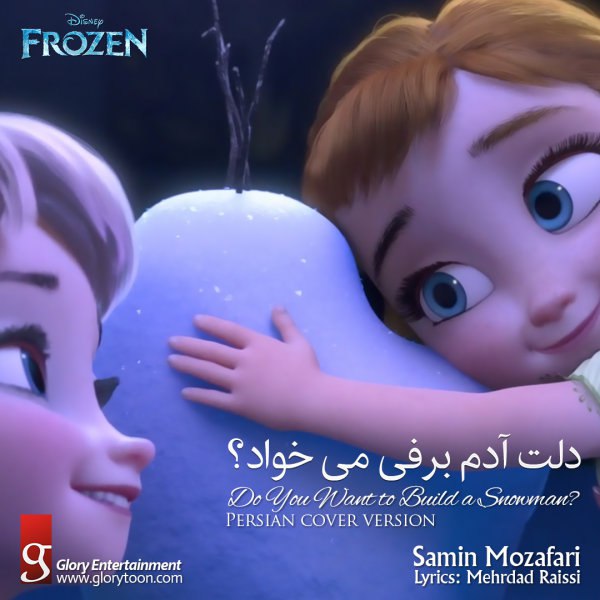 Disney
FROZEN
دلت آدم برفی می خواد؟
Do You Want to Build a Snowman?
PERSIAN COVER VERSION
g
Glory Entertainment
www.glorytoon.com
Samin Mozafari
Lyrics: Mehrdad Raissi